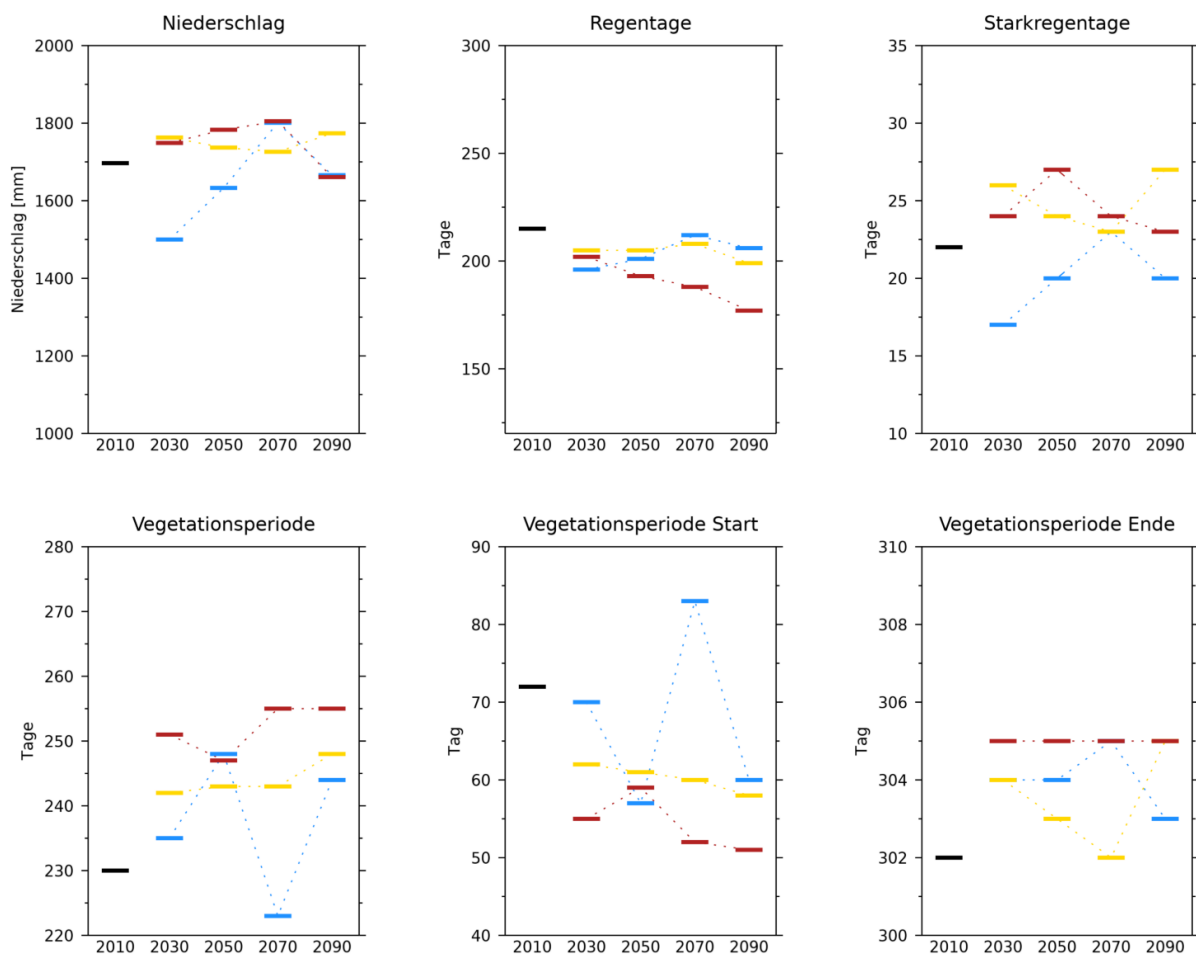 Niederschlag
Niederschlag [mm]
2000
1800
1600
1400
1200
1000
2010 2030 2050 2070 2090
Regentage
Tage
300
250
200
150
2010 2030 2050 2070 2090
Starkregentage
Tage
35
30
25
20
15
10
2010 2030 2050 2070 2090
Vegetationsperiode
Tage
280
270
260
250
240
230
220
2010 2030 2050 2070 2090
Vegetationsperiode Start
Tag
90
80
70
60
50
40
2010 2030 2050 2070 2090
Vegetationsperiode Ende
Tag
310
308
306
304
302
300
2010 2030 2050 2070 2090